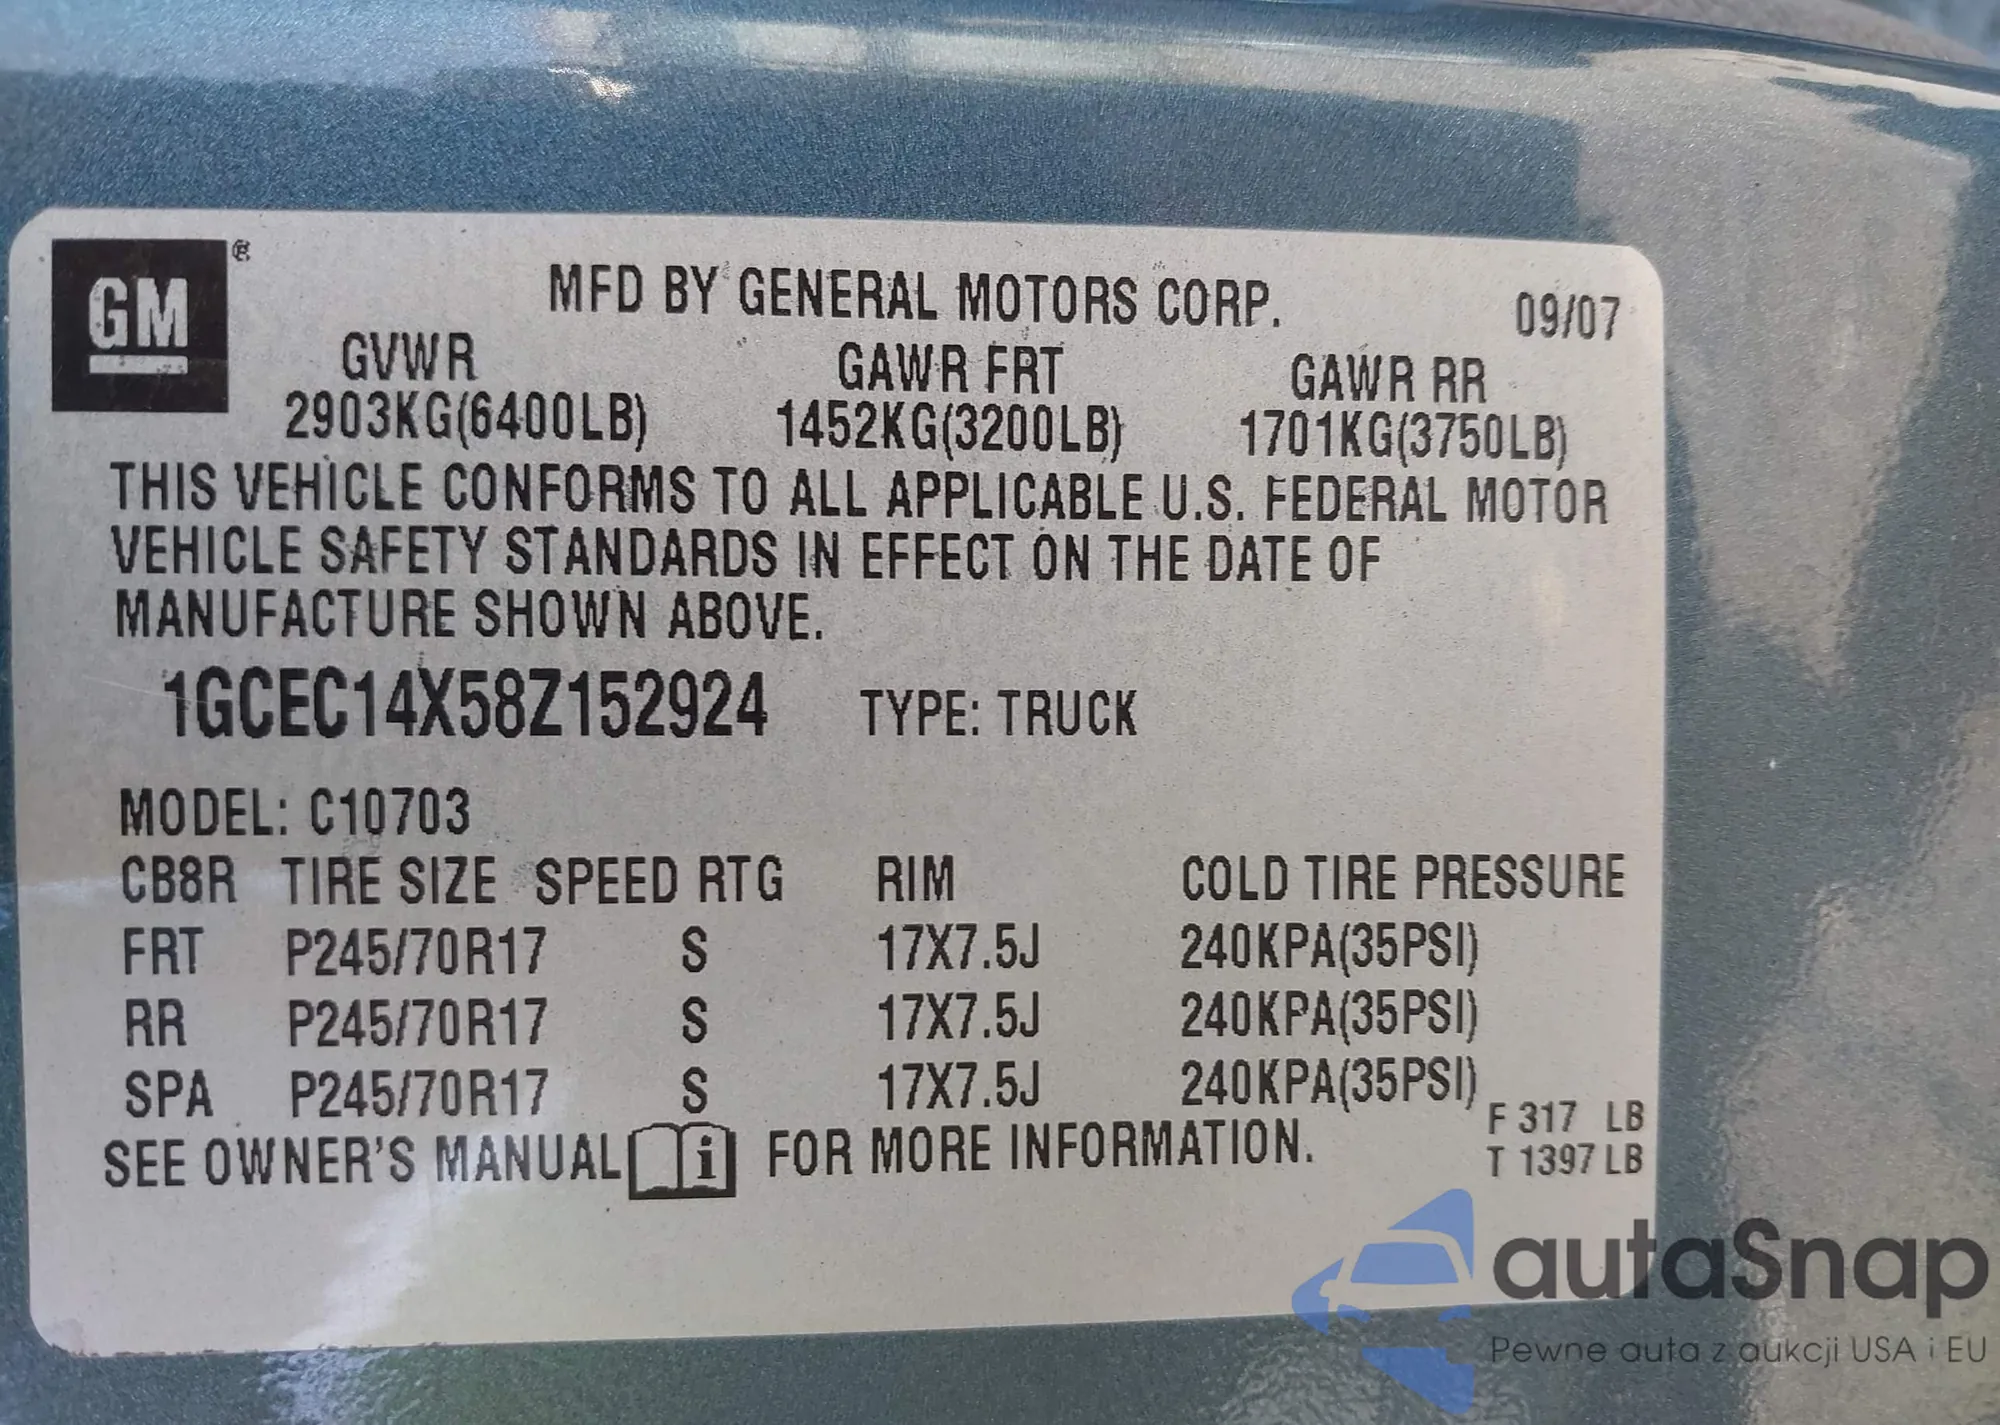 GM ®
MFD BY GENERAL MOTORS CORP. 09/07
GVWR GAWR FRT GAWR RR
2903KG(6400LB) 1452KG(3200LB) 1701KG(3750LB)
THIS VEHICLE CONFORMS TO ALL APPLICABLE U.S. FEDERAL MOTOR
VEHICLE SAFETY STANDARDS IN EFFECT ON THE DATE OF
MANUFACTURE SHOWN ABOVE.
1GCEC14X58Z152924 TYPE: TRUCK
MODEL: C10703
CB8R TIRE SIZE SPEED RTG RIM COLD TIRE PRESSURE
FRT P245/70R17 S 17X7.5J 240KPA(35PSI)
RR P245/70R17 S 17X7.5J 240KPA(35PSI)
SPA P245/70R17 S 17X7.5J 240KPA(35PSI)
F 317 LB
SEE OWNER'S MANUAL i FOR MORE INFORMATION. T 1397 LB
autaSnap
Pewne auta z aukcji USA i EU